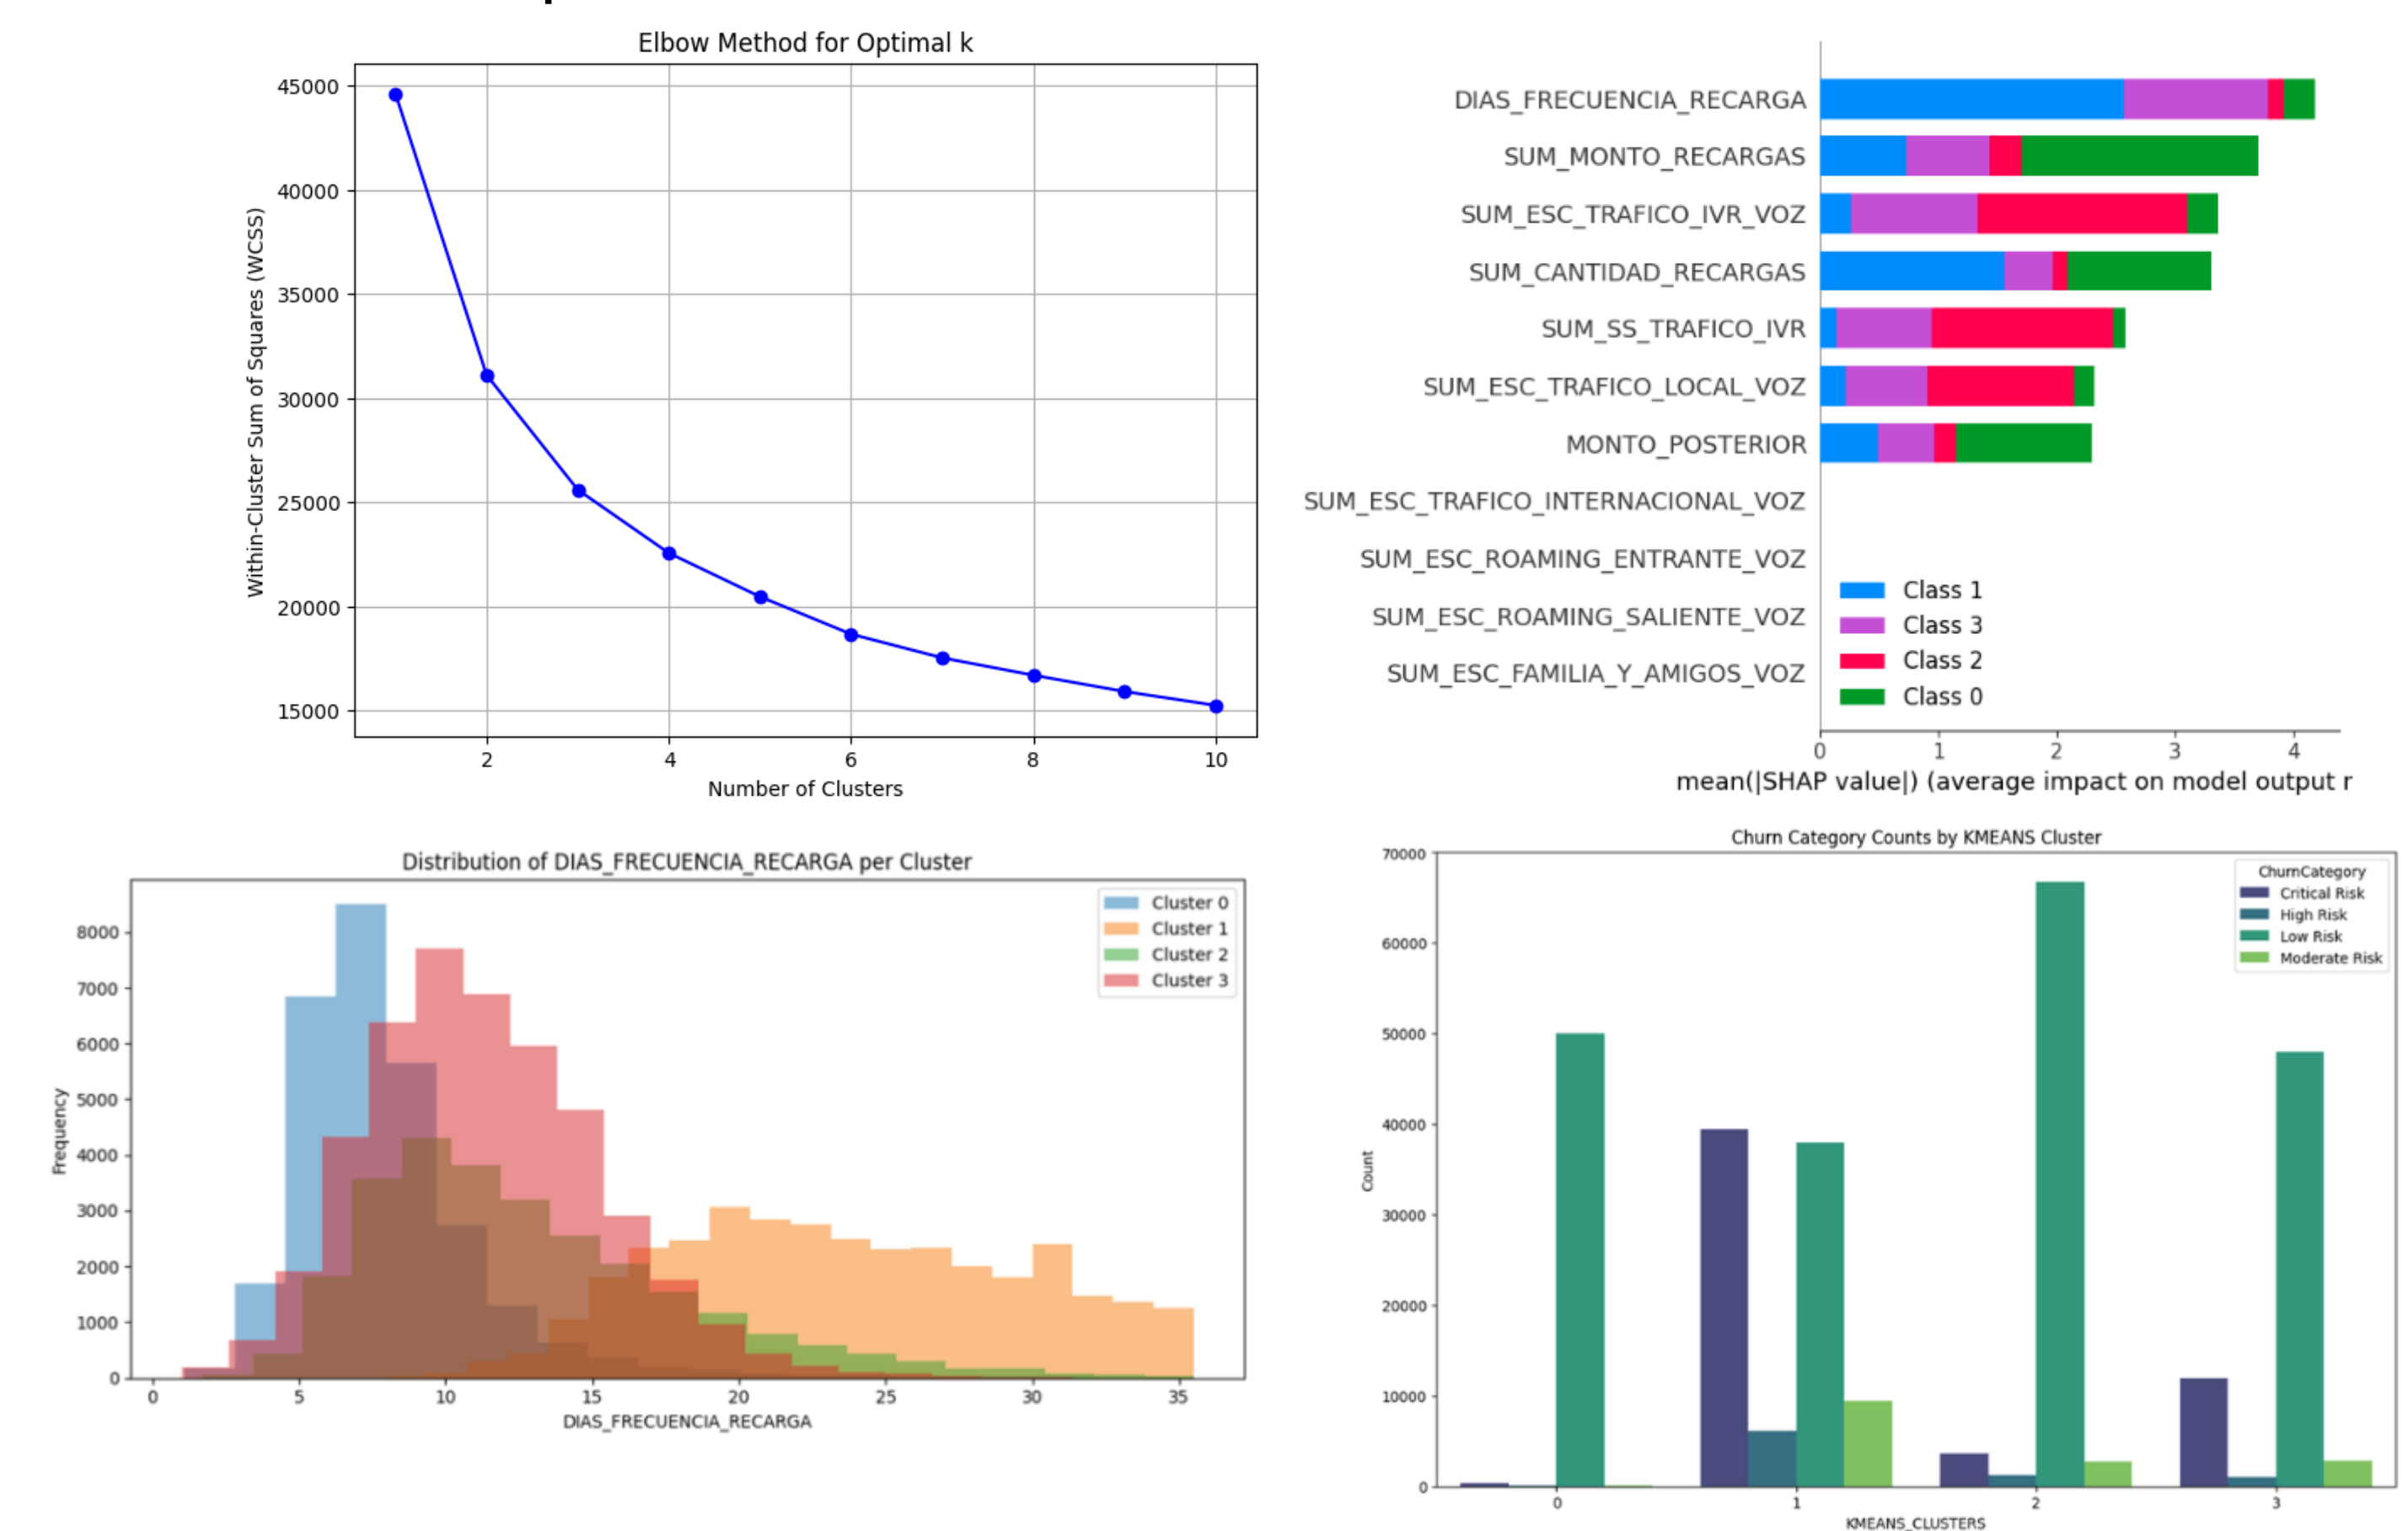 Elbow Method for Optimal k
45000
40000
35000
30000
25000
20000
15000
Within-Cluster Sum of Squares (WCSS)
2 4 6 8 10
Number of Clusters
DIAS_FRECUENCIA_RECARGA
SUM_MONTO_RECARGAS
SUM_ESC_TRAFICO_IVR_VOZ
SUM_CANTIDAD_RECARGAS
SUM_SS_TRAFICO_IVR
SUM_ESC_TRAFICO_LOCAL_VOZ
MONTO_POSTERIOR
SUM_ESC_TRAFICO_INTERNACIONAL_VOZ
SUM_ESC_ROAMING_ENTRANTE_VOZ
SUM_ESC_ROAMING_SALIENTE_VOZ
SUM_ESC_FAMILIA_Y_AMIGOS_VOZ
Class 1
Class 3
Class 2
Class 0
0 1 2 3 4
mean(|SHAP value|) (average impact on model output r
Distribution of DIAS_FRECUENCIA_RECARGA per Cluster
Cluster 0
Cluster 1
Cluster 2
Cluster 3
8000
7000
6000
5000
4000
3000
2000
1000
0
Frequency
0 5 10 15 20 25 30 35
DIAS_FRECUENCIA_RECARGA
Churn Category Counts by KMEANS Cluster
ChurnCategory
Critical Risk
High Risk
Low Risk
Moderate Risk
70000
60000
50000
40000
30000
20000
10000
0
Count
0 1 2 3
KMEANS_CLUSTERS